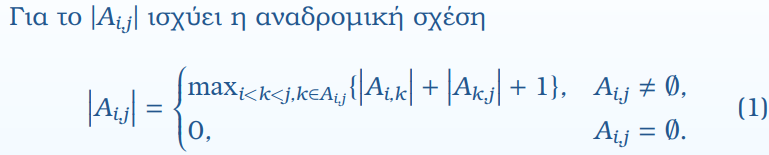 Για το |A_{i,j}| ισχύει η αναδρομική σχέση
|A_{i,j}| = { max_{i<k<j,k∈A_{i,j}}{|A_{i,k}| + |A_{k,j}| + 1}, A_{i,j} ≠ ∅,
0, A_{i,j} = ∅. (1)